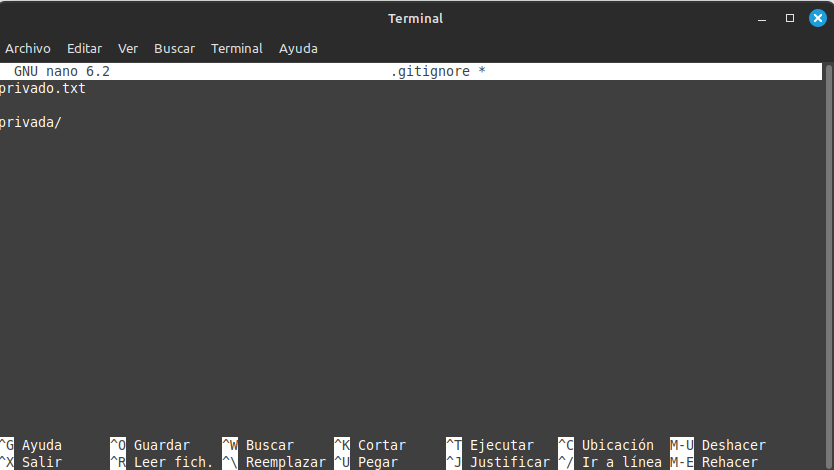 Terminal
Archivo Editar Ver Buscar Terminal Ayuda
GNU nano 6.2 .gitignore *
privado.txt
privada/
^G Ayuda ^O Guardar ^W Buscar ^K Cortar ^T Ejecutar ^C Ubicación M-U Deshacer
^X Salir ^R Leer fich. ^\ Reemplazar ^U Pegar ^J Justificar ^/ Ir a línea M-E Rehacer